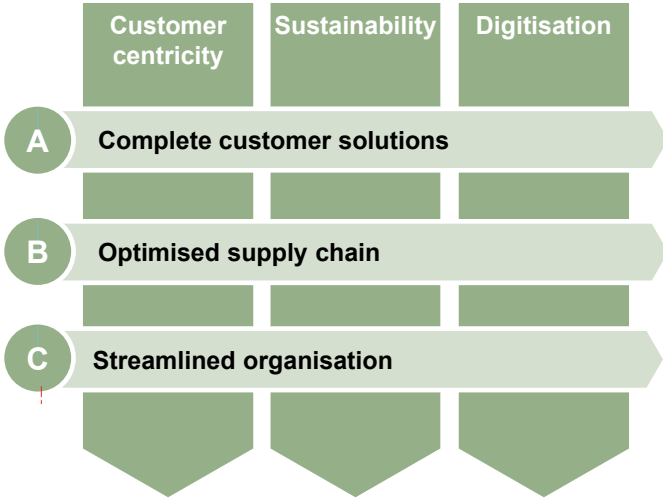 Customer
centricity
Sustainability
Digitisation
A
Complete customer solutions
B
Optimised supply chain
C
Streamlined organisation